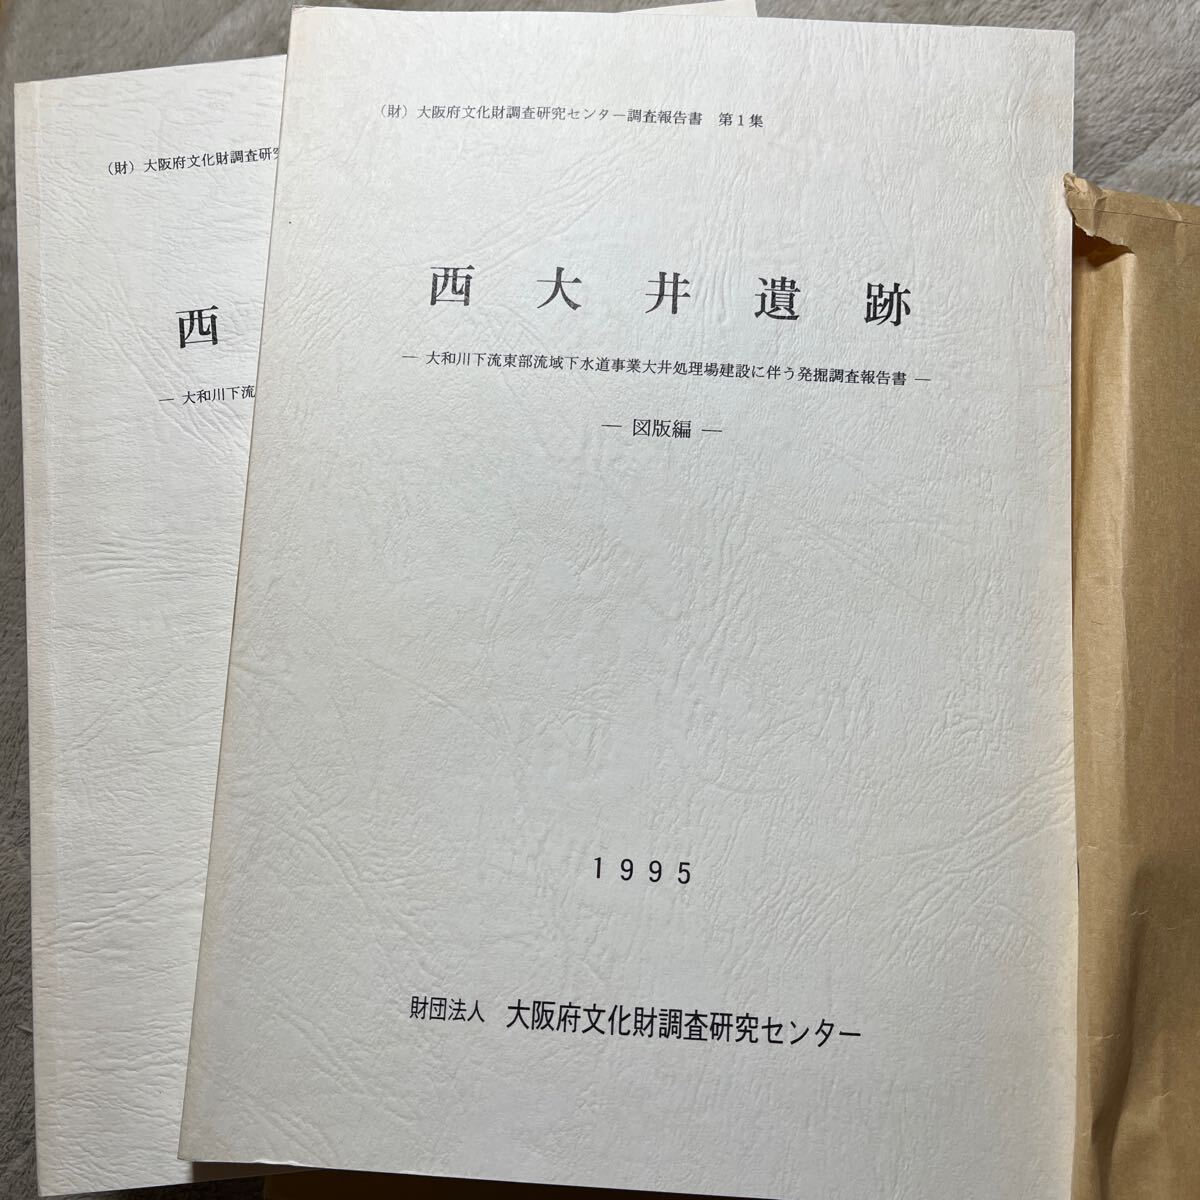 (財) 大阪府文化財調査研究
西
― 大和川下流
(財) 大阪府文化財調査研究センター調査報告書 第1集
西大井遺跡
― 大和川下流東部流域下水道事業大井処理場建設に伴う発掘調査報告書 ―
― 図版編 ―
1995
財団法人 大阪府文化財調査研究センター